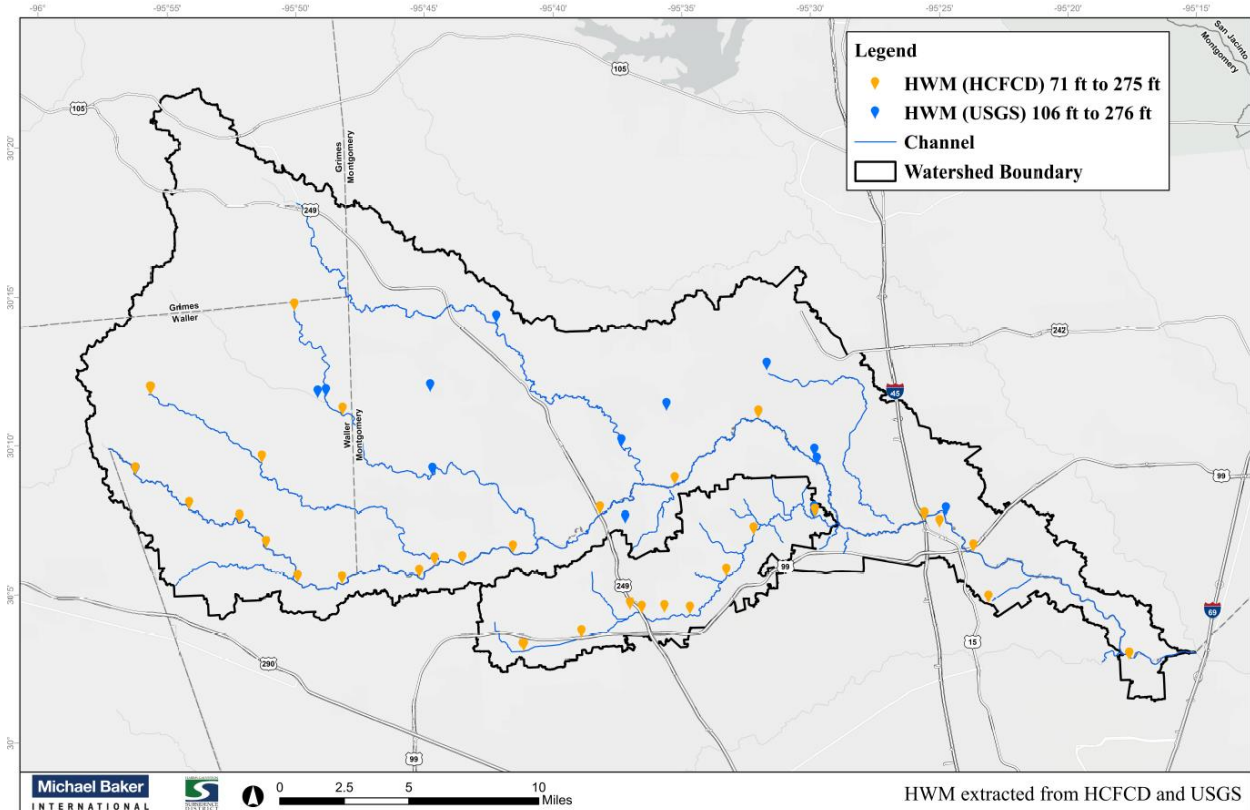 -96° -95°55' -95°50' -95°45' -95°40' -95°35' -95°30' -95°25' -95°20' -95°15'
San Jacinto
Montgomery
Legend
HWM (HCFCD) 71 ft to 275 ft
HWM (USGS) 106 ft to 276 ft
Channel
Watershed Boundary
105
105
30°20'
Grimes
Montgomery
249
30°15'
Grimes
Waller
242
45
30°10'
Waller
Montgomery
99
99
30°5'
249
69
15
290
99
30°
Michael Baker
INTERNATIONAL
SUBSIDENCE
DISTRICT
0 2.5 5 10
Miles
HWM extracted from HCFCD and USGS